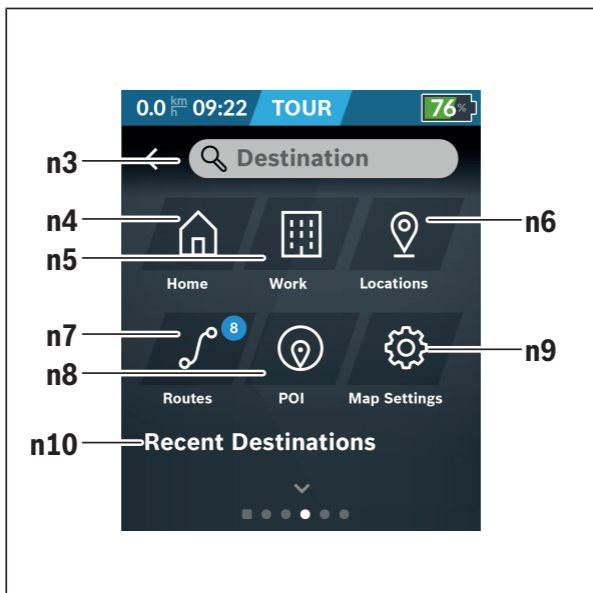 0.0 km/h 09:22 TOUR 76%
n3 Destination
n4 n6
n5
Home Work Locations
n7 8
n8 n9
Routes POI Map Settings
n10 Recent Destinations